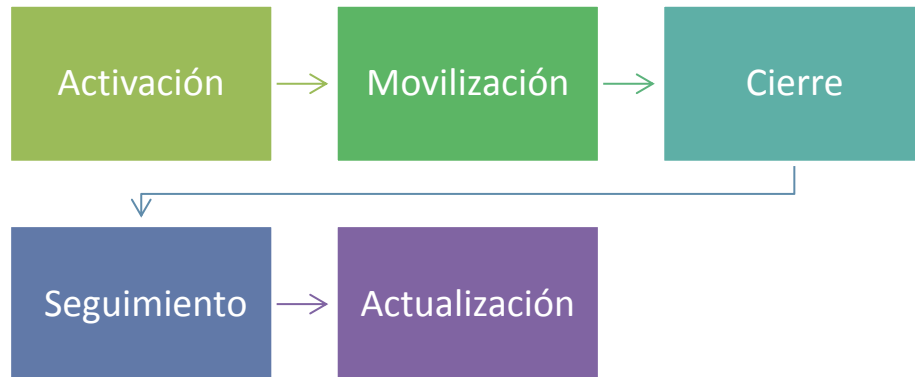 Activación
Movilización
Cierre
Seguimiento
Actualización